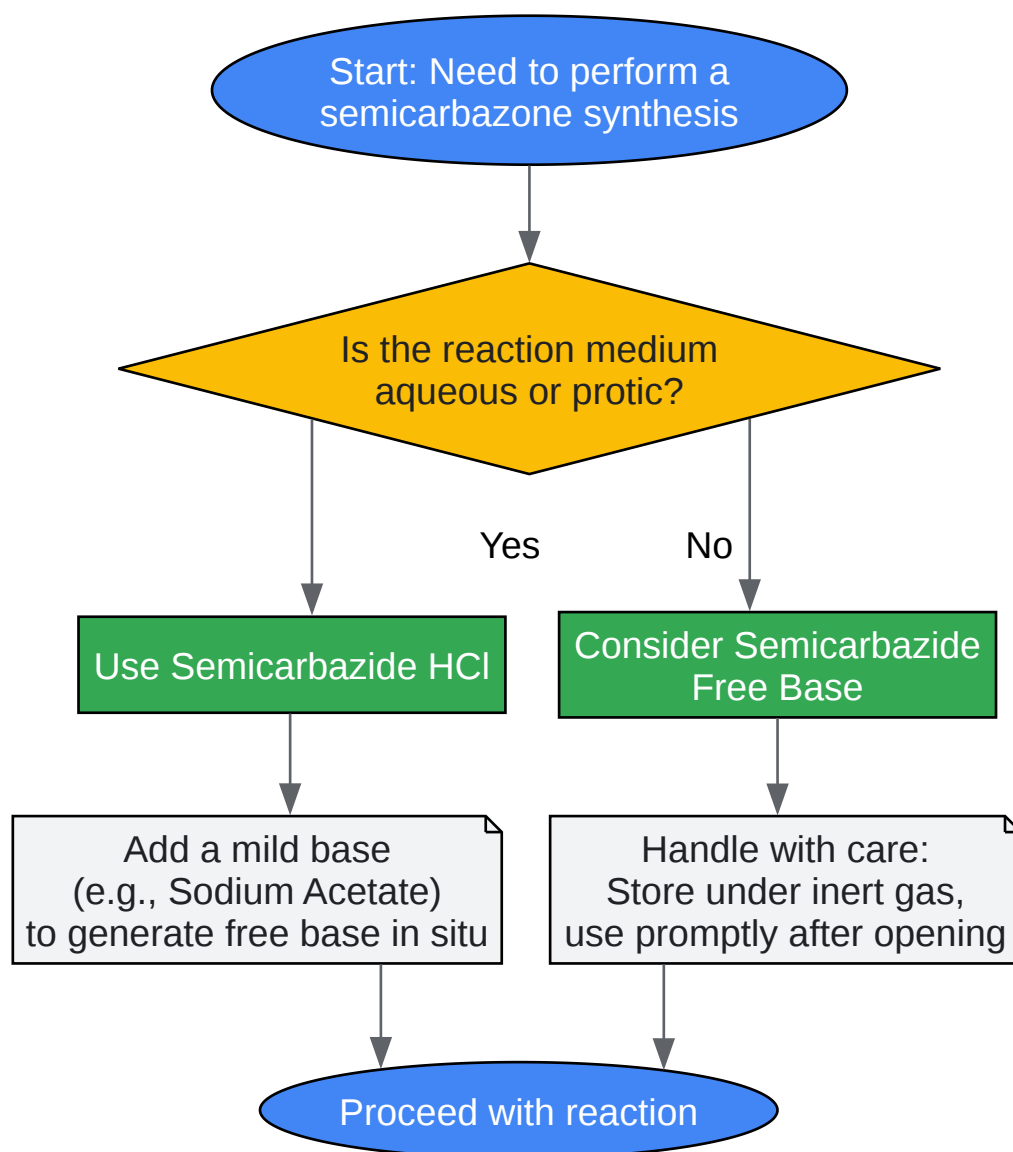 Start: Need to perform a
semicarbazone synthesis
Is the reaction medium
aqueous or protic?
Yes
No
Use Semicarbazide HCl
Consider Semicarbazide
Free Base
Add a mild base
(e.g., Sodium Acetate)
to generate free base in situ
Handle with care:
Store under inert gas,
use promptly after opening
Proceed with reaction